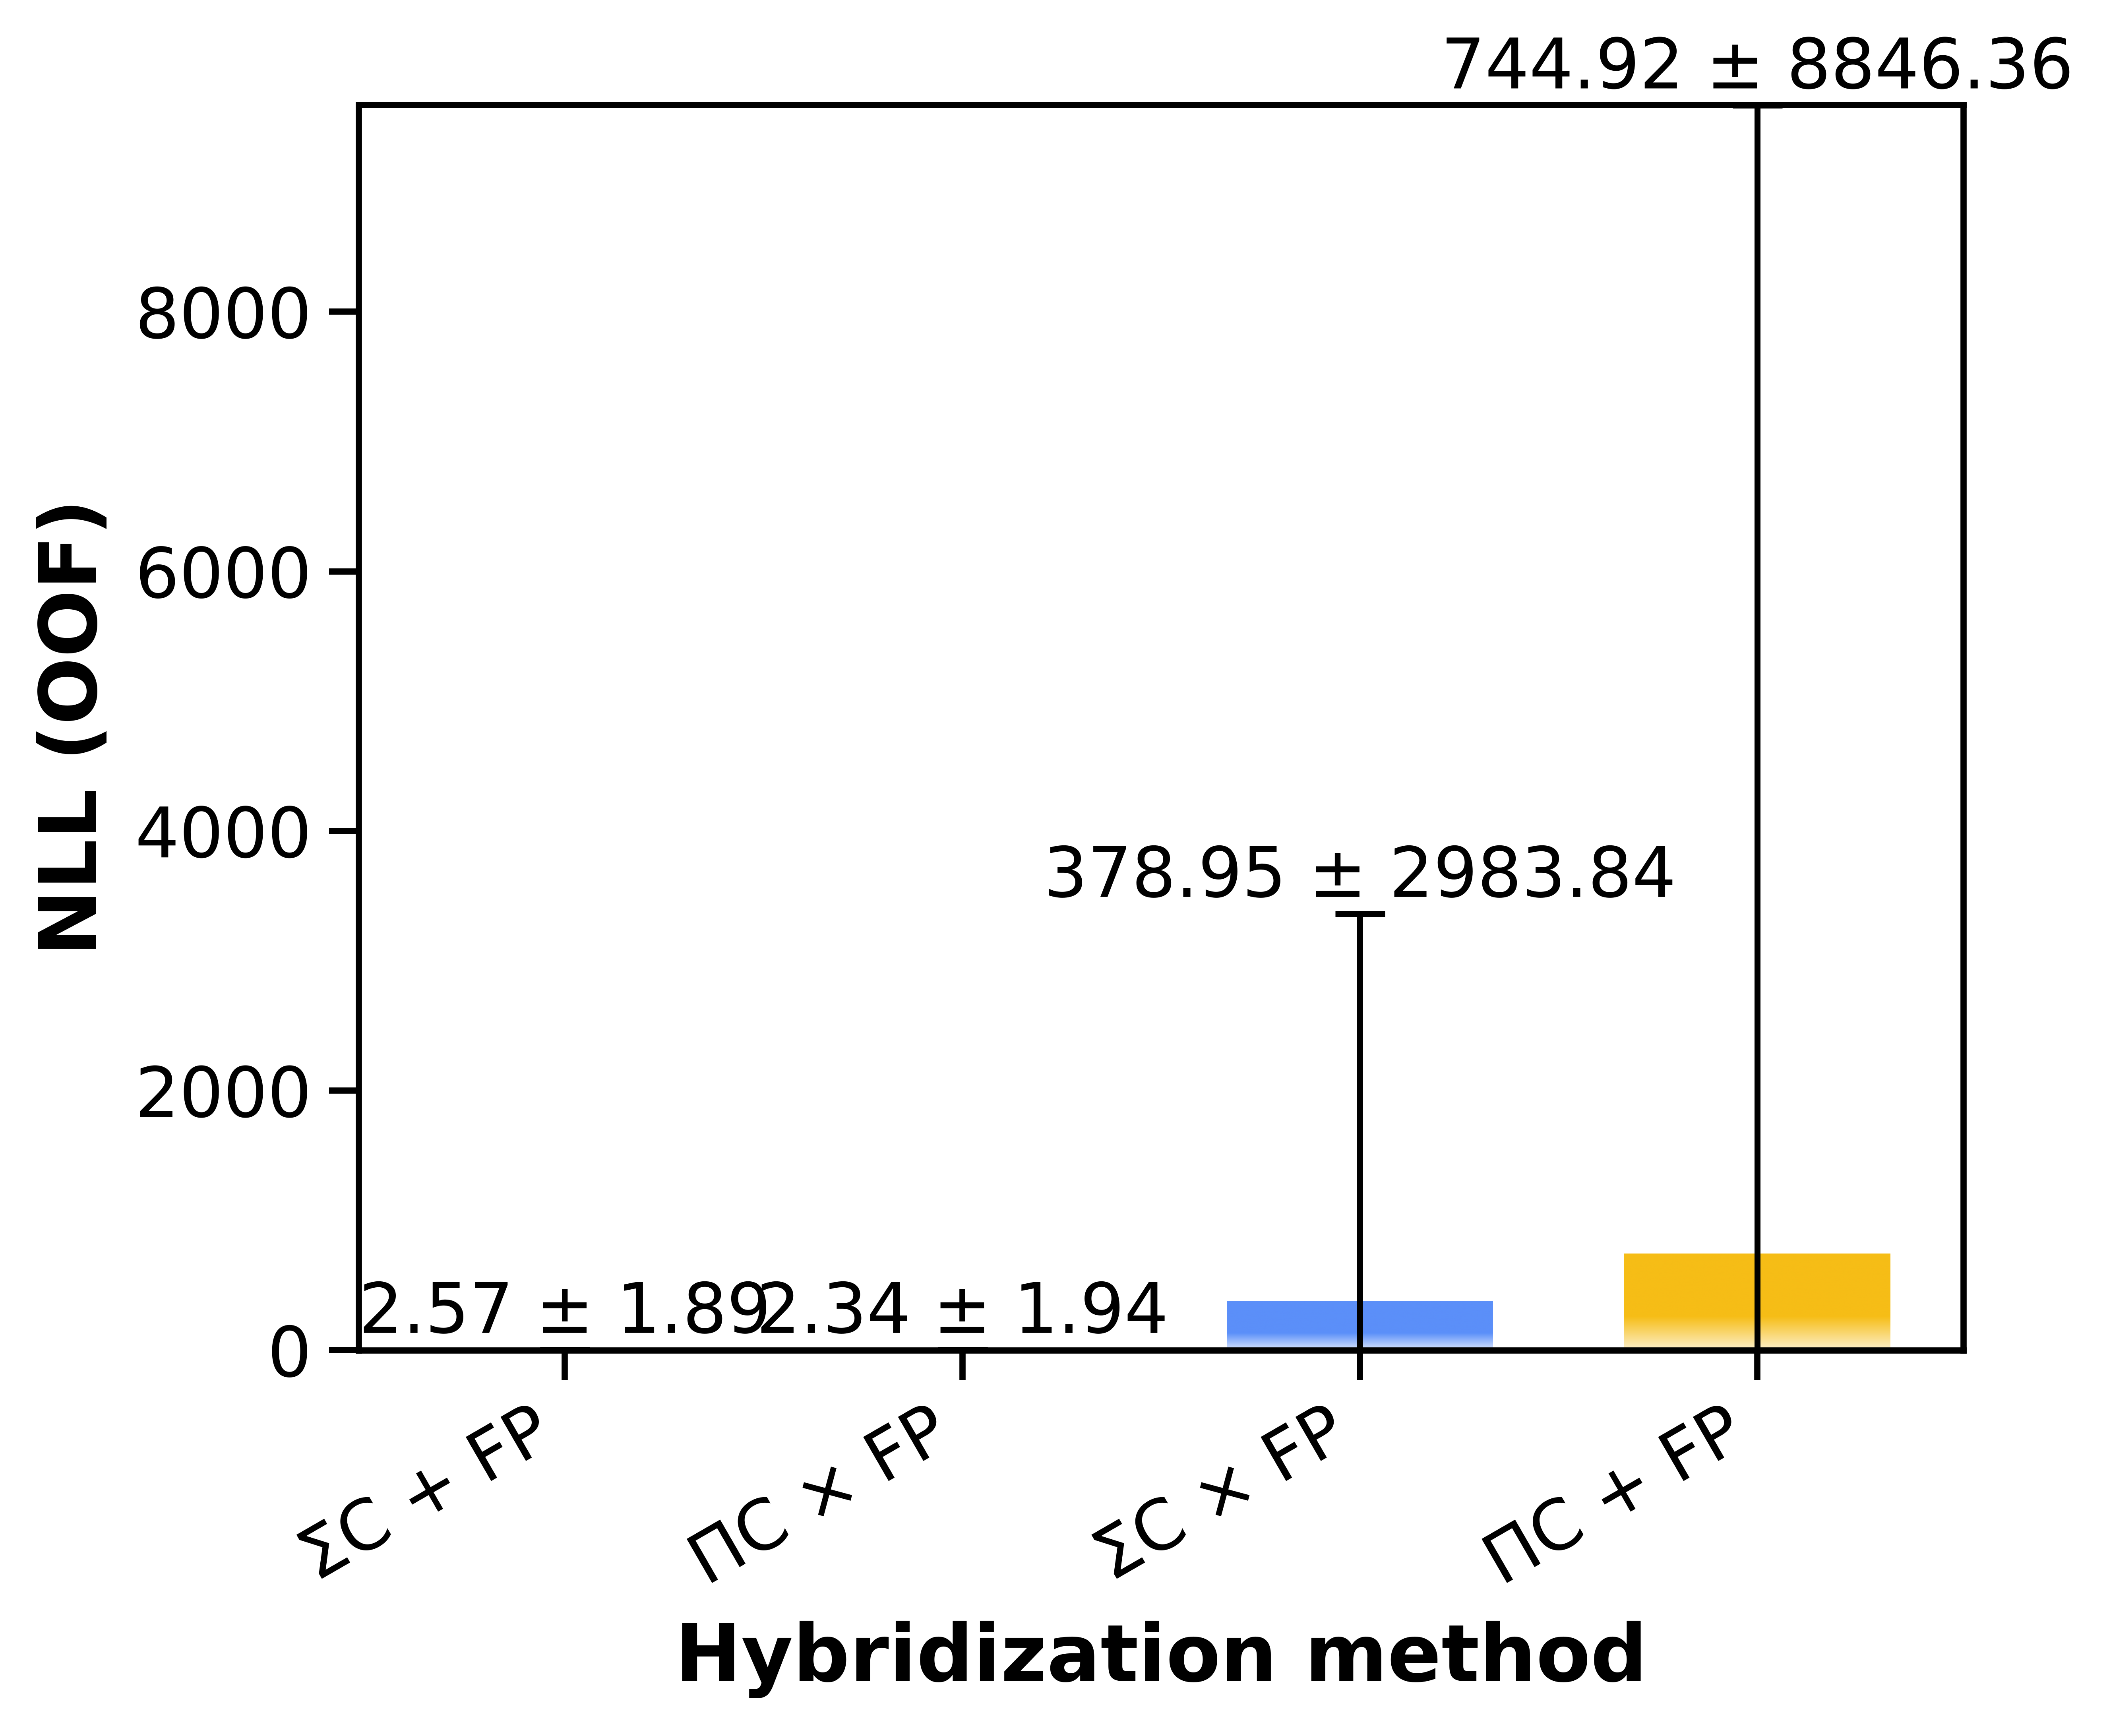 744.92 ± 8846.36
8000
6000
4000
2000
0
NLL (OOF)
378.95 ± 2983.84
2.57 ± 1.89
2.34 ± 1.94
ΣC + FP
ΠC × FP
ΣC × FP
ΠC + FP
Hybridization method